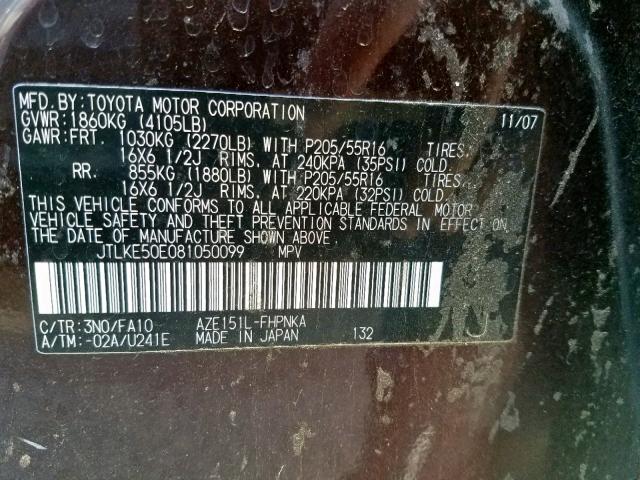 MFD.BY:TOYOTA MOTOR CORPORATION 11/07
GVWR:1860KG (4105LB)
GAWR:FRT. 1030KG (2270LB) WITH P205/55R16 TIRES,
16X6 1/2J RIMS, AT 240KPA (35PSI) COLD.
RR. 855KG (1880LB) WITH P205/55R16 TIRES,
16X6 1/2J RIMS, AT 220KPA (32PSI) COLD.
THIS VEHICLE CONFORMS TO ALL APPLICABLE FEDERAL MOTOR
VEHICLE SAFETY AND THEFT PREVENTION STANDARDS IN EFFECT ON
THE DATE OF MANUFACTURE SHOWN ABOVE.
JTLKE50E081050099 MPV
C/TR:3N0/FA10 AZE151L-FHPNKA
A/TM:-02A/U241E MADE IN JAPAN 132 J